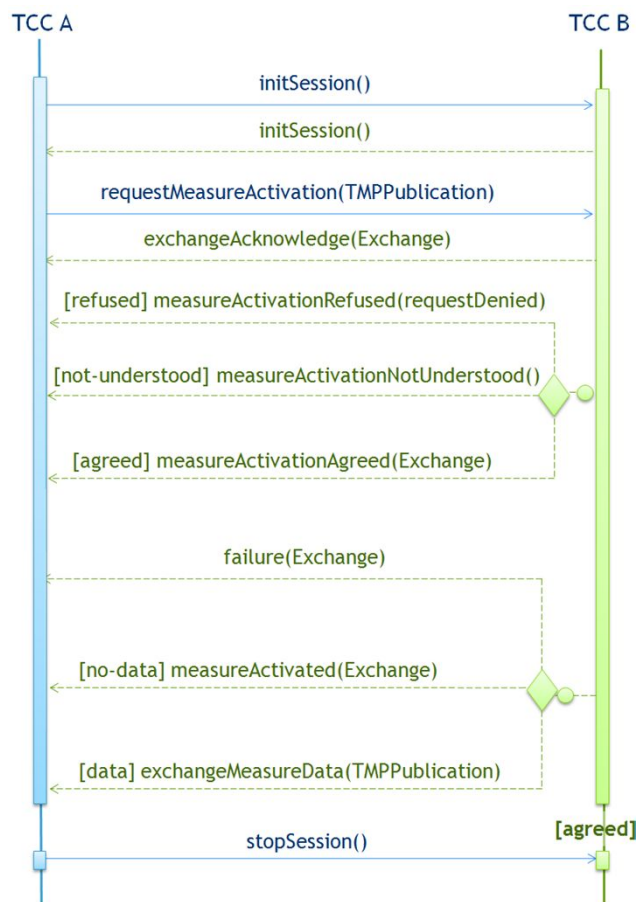 TCC A
TCC B
initSession()
initSession()
requestMeasureActivation(TMPPublication)
exchangeAcknowledge(Exchange)
[refused] measureActivationRefused(requestDenied)
[not-understood] measureActivationNotUnderstood()
[agreed] measureActivationAgreed(Exchange)
failure(Exchange)
[no-data] measureActivated(Exchange)
[data] exchangeMeasureData(TMPPublication)
[agreed]
stopSession()